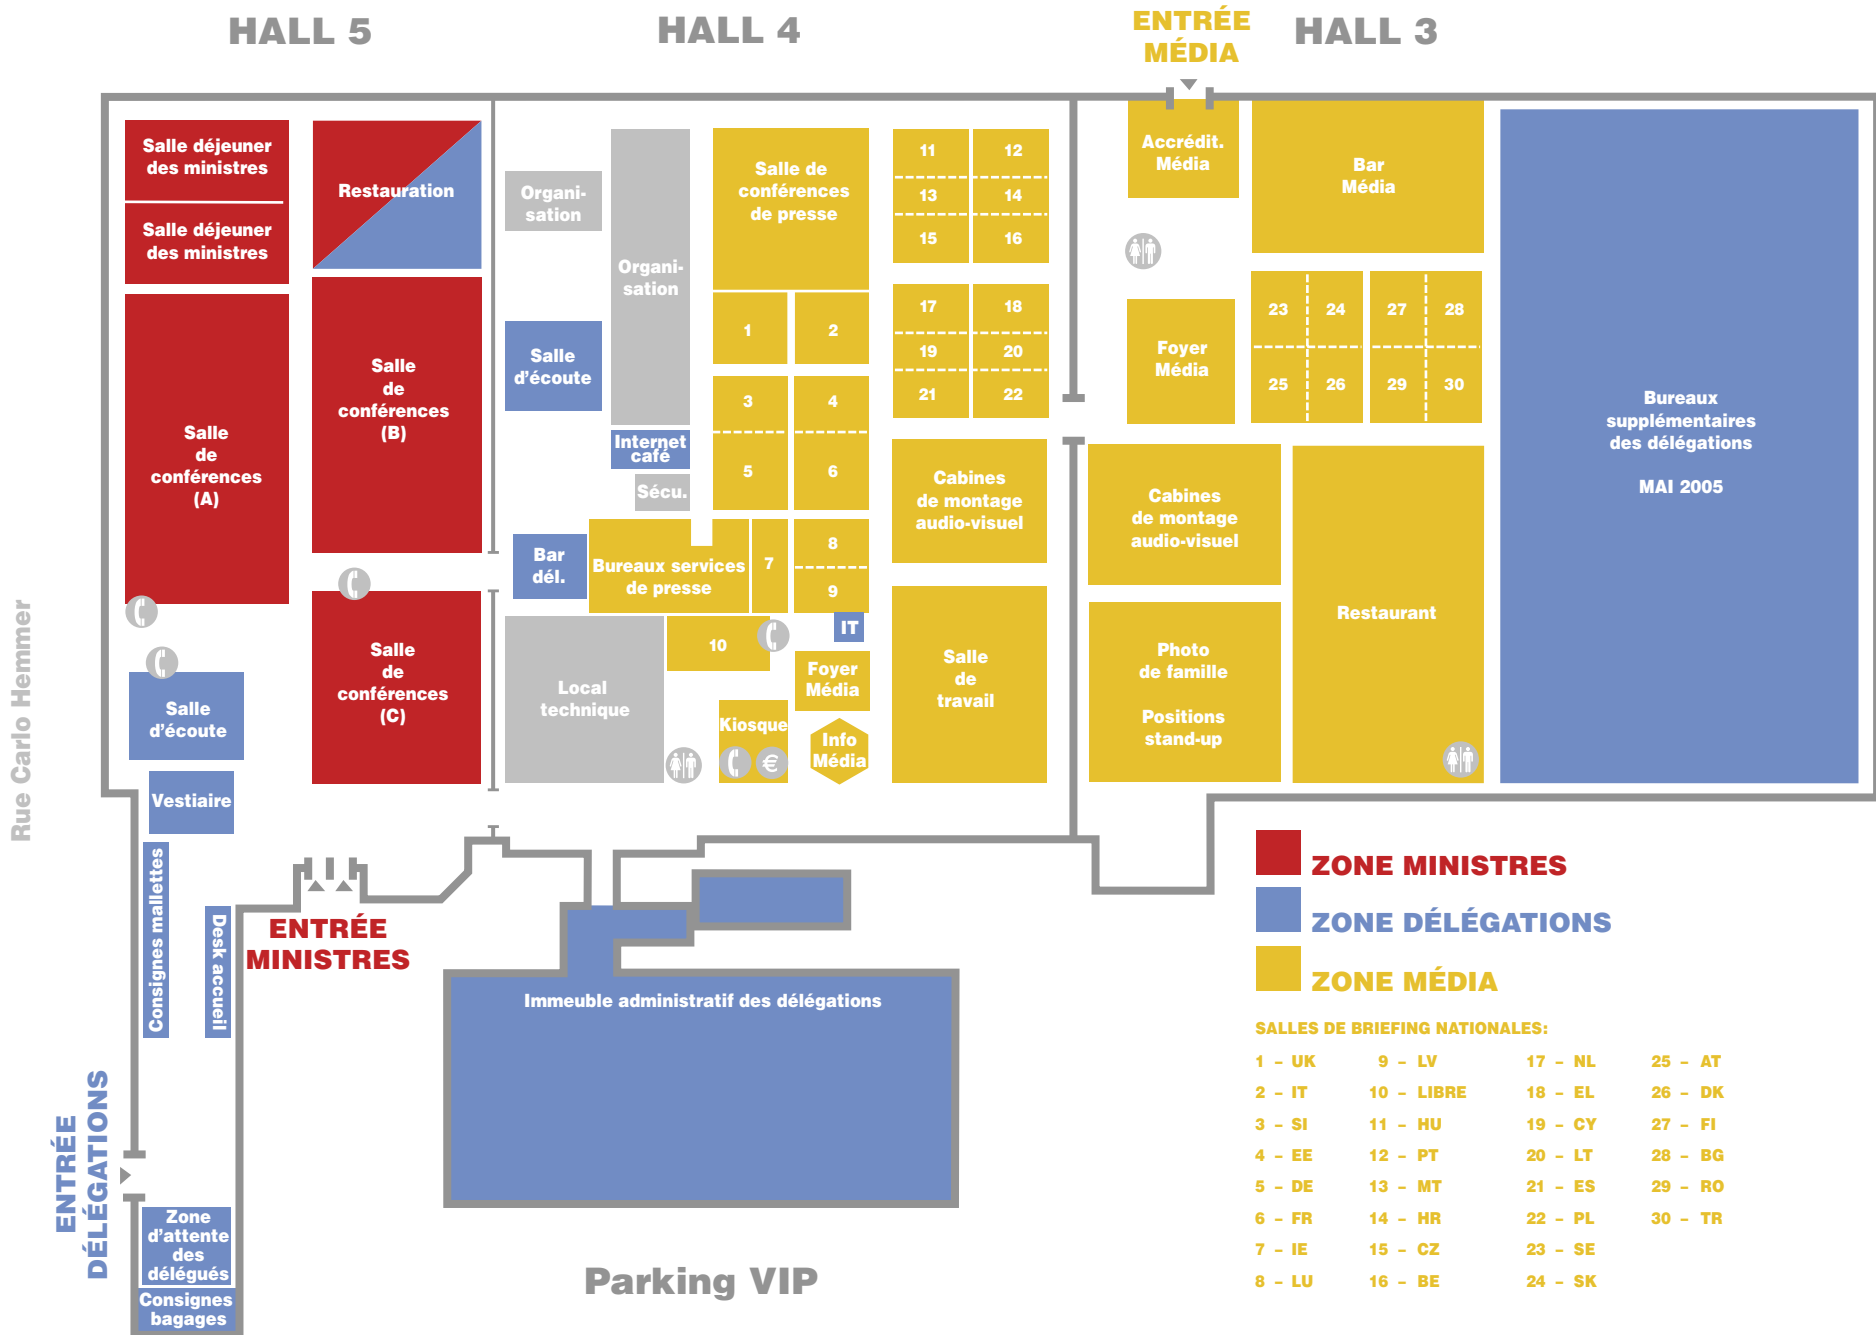 HALL 5
HALL 4
ENTRÉE
MÉDIA
HALL 3
Salle déjeuner
des ministres
Salle déjeuner
des ministres
Restauration
Salle
de
conférences
(A)
Salle
de
conférences
(B)
Salle
de
conférences
(C)
Salle
d'écoute
Vestiaire
Consignes mallettes
Desk accueil
ENTRÉE
MINISTRES
ENTRÉE
DÉLÉGATIONS
Zone
d'attente
des
délégués
Consignes
bagages
Rue Carlo Hemmer
Organi-
sation
Organi-
sation
Salle
d'écoute
Internet
café
Sécu.
Bar
dél.
Bureaux services
de presse
Local
technique
Salle de
conférences
de presse
1
2
3
4
5
6
7
8
9
10
IT
Foyer
Média
Kiosque
€
Info
Média
11
12
13
14
15
16
17
18
19
20
21
22
Cabines
de montage
audio-visuel
Salle
de
travail
Accrédit.
Média
Bar
Média
Foyer
Média
23
24
27
28
25
26
29
30
Cabines
de montage
audio-visuel
Photo
de famille
Positions
stand-up
Restaurant
Bureaux
supplémentaires
des délégations
MAI 2005
Immeuble administratif des délégations
Parking VIP
ZONE MINISTRES
ZONE DÉLÉGATIONS
ZONE MÉDIA
SALLES DE BRIEFING NATIONALES:
1 - UK
2 - IT
3 - SI
4 - EE
5 - DE
6 - FR
7 - IE
8 - LU
9 - LV
10 - LIBRE
11 - HU
12 - PT
13 - MT
14 - HR
15 - CZ
16 - BE
17 - NL
18 - EL
19 - CY
20 - LT
21 - ES
22 - PL
23 - SE
24 - SK
25 - AT
26 - DK
27 - FI
28 - BG
29 - RO
30 - TR